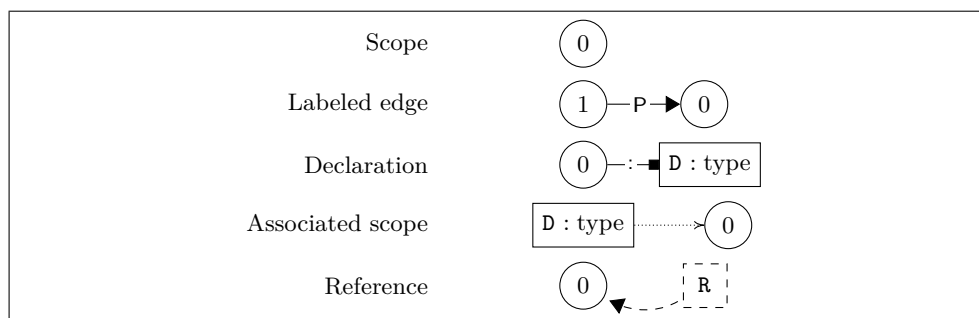 Scope 0
Labeled edge 1 P 0
Declaration 0 : D : type
Associated scope D : type 0
Reference 0 R